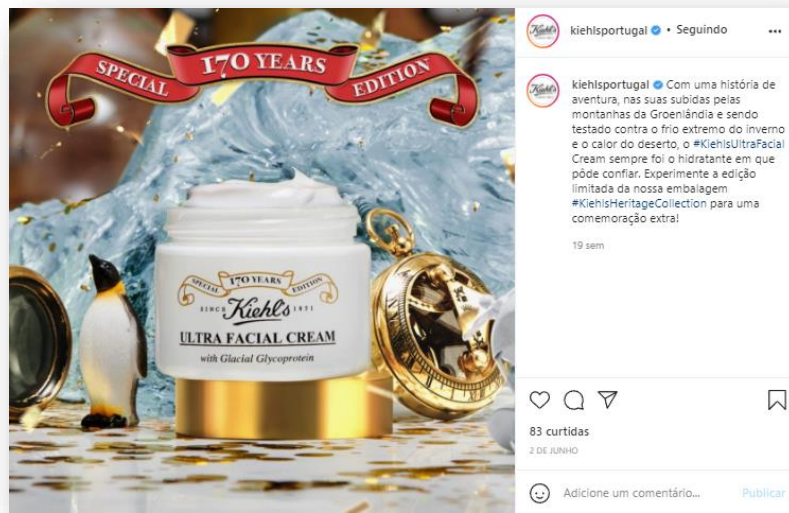 SPECIAL 170 YEARS EDITION
SPECIAL 170 YEARS EDITION
SINCE Kiehl's 1851
ULTRA FACIAL CREAM
with Glacial Glycoprotein
Kiehl's
kiehlsportugal • Seguindo
Kiehl's
kiehlsportugal Com uma história de
aventura, nas suas subidas pelas
montanhas da Groenlândia e sendo
testado contra o frio extremo do inverno
e o calor do deserto, o #KiehlsUltraFacial
Cream sempre foi o hidratante em que
pôde confiar. Experimente a edição
limitada da nossa embalagem
#KiehlsHeritageCollection para uma
comemoração extra!
19 sem
83 curtidas
2 DE JUNHO
Adicione um comentário... Publicar